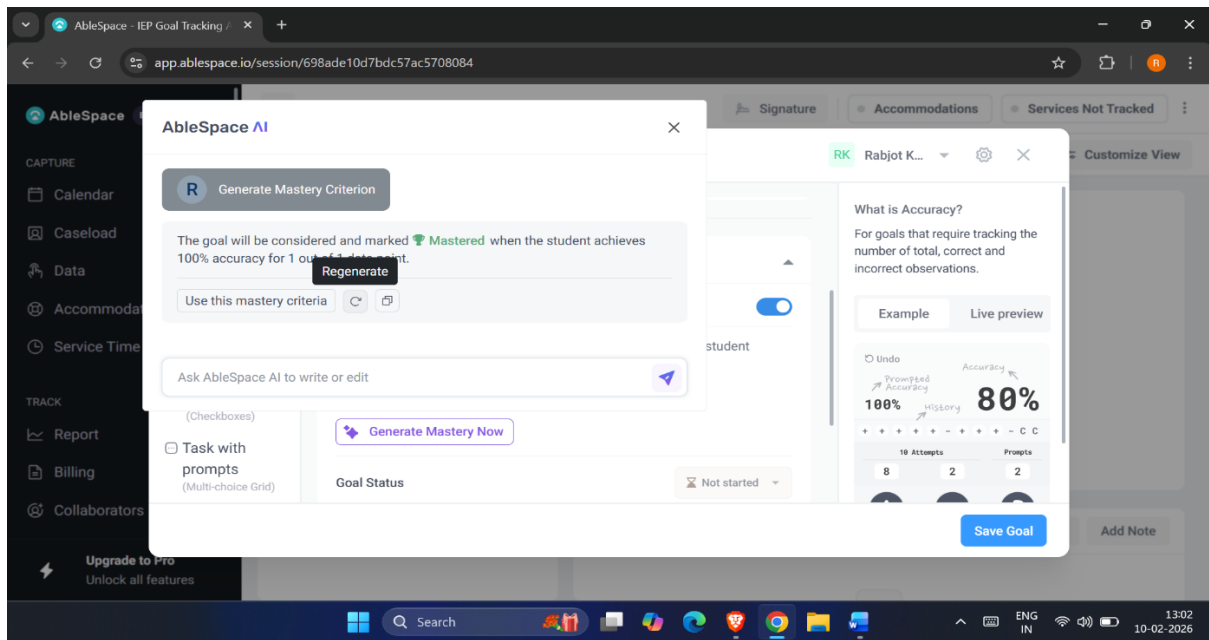 AbleSpace - IEP Goal Tracking
app.ablespace.io/session/698ade10d7bdc57ac5708084
R
AbleSpace
CAPTURE
Calendar
Caseload
Data
Accommodat
Service Time
TRACK
Report
Billing
Collaborators
Upgrade to Pro
Unlock all features
Signature
Accommodations
Services Not Tracked
Customize View
AbleSpace AI
R Generate Mastery Criterion
The goal will be considered and marked Mastered when the student achieves
100% accuracy for 1 out of 1 data point.
Regenerate
Use this mastery criteria
Ask AbleSpace AI to write or edit
(Checkboxes)
Task with
prompts
(Multi-choice Grid)
student
Generate Mastery Now
Goal Status
Not started
RK Rabjot K...
What is Accuracy?
For goals that require tracking the
number of total, correct and
incorrect observations.
Example
Live preview
Undo
Accuracy
Prompted
Accuracy
100%
History
80%
+ + + + + - + + + - C C
10 Attempts
Prompts
8
2
2
Save Goal
Add Note
Search
ENG
IN
13:02
10-02-2026